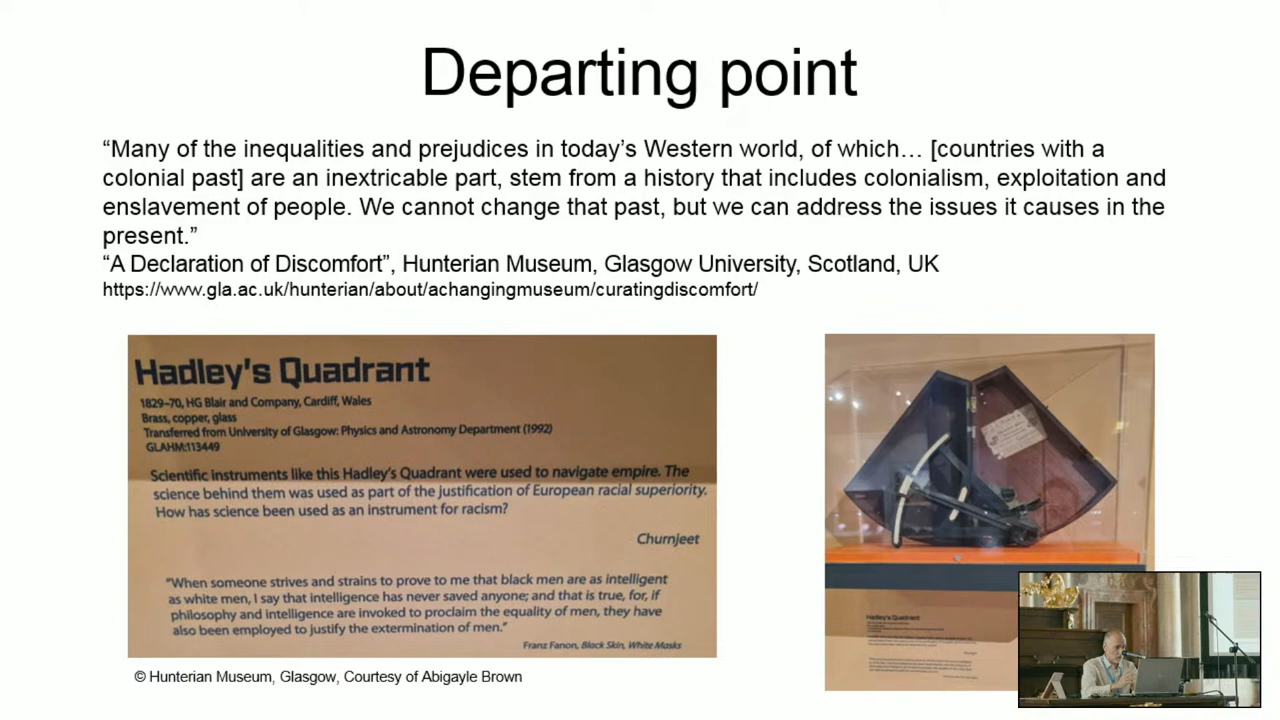 Departing point
“Many of the inequalities and prejudices in today’s Western world, of which… [countries with a
colonial past] are an inextricable part, stem from a history that includes colonialism, exploitation and
enslavement of people. We cannot change that past, but we can address the issues it causes in the
present.”
“A Declaration of Discomfort”, Hunterian Museum, Glasgow University, Scotland, UK
https://www.gla.ac.uk/hunterian/about/achangingmuseum/curatingdiscomfort/
Hadley's Quadrant
1829–70, HG Blair and Company, Cardiff, Wales
Brass, copper, glass
Transferred from University of Glasgow: Physics and Astronomy Department (1992)
GLAHM:113449
Scientific instruments like this Hadley's Quadrant were used to navigate empire. The
science behind them was used as part of the justification of European racial superiority.
How has science been used as an instrument for racism?
Churnjeet
"When someone strives and strains to prove to me that black men are as intelligent
as white men, I say that intelligence has never saved anyone; and that is true, for, if
philosophy and intelligence are invoked to proclaim the equality of men, they have
also been employed to justify the extermination of men."
Franz Fanon, Black Skin, White Masks
Hadley's Quadrant
© Hunterian Museum, Glasgow, Courtesy of Abigayle Brown